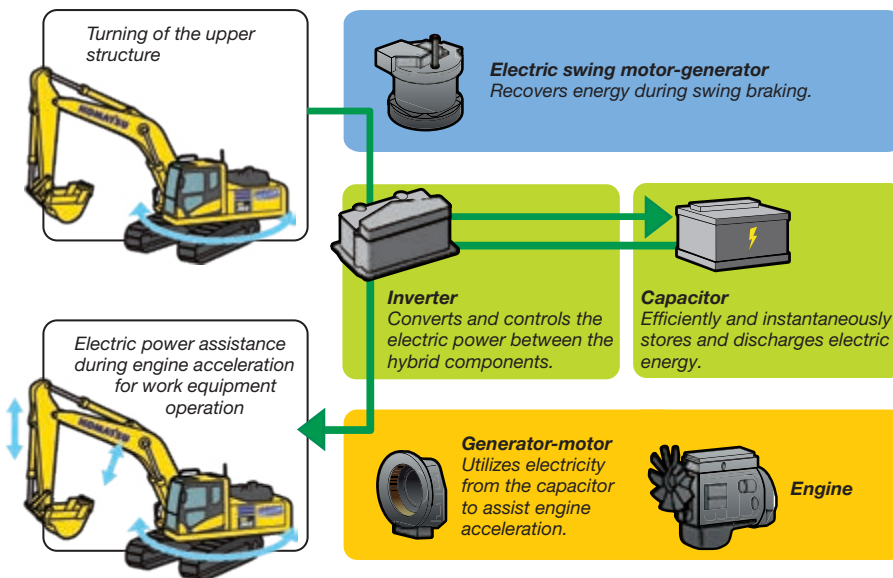 Turning of the upper
structure
KOMATSU
Electric swing motor-generator
Recovers energy during swing braking.
Inverter
Converts and controls the
electric power between the
hybrid components.
Capacitor
Efficiently and instantaneously
stores and discharges electric
energy.
Electric power assistance
during engine acceleration
for work equipment
operation
KOMATSU
Generator-motor
Utilizes electricity
from the capacitor
to assist engine
acceleration.
Engine